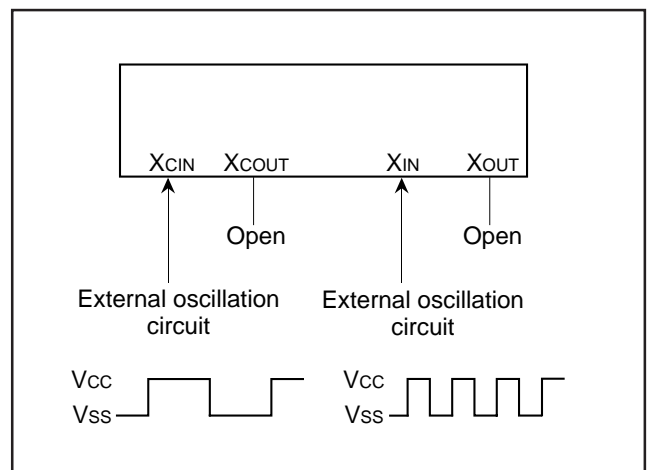 XCIN XCOUT XIN XOUT
Open Open
External oscillation circuit
External oscillation circuit
VCC
VSS
VCC
VSS